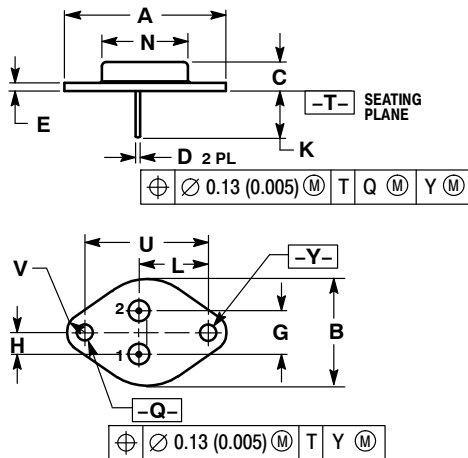 A
N
C
E
-T- SEATING
PLANE
K
D 2 PL
⌖ ∅ 0.13 (0.005) Ⓜ T Q Ⓜ Y Ⓜ
U
V
L
-Y-
2
G
B
H
1
-Q-
⌖ ∅ 0.13 (0.005) Ⓜ T Y Ⓜ